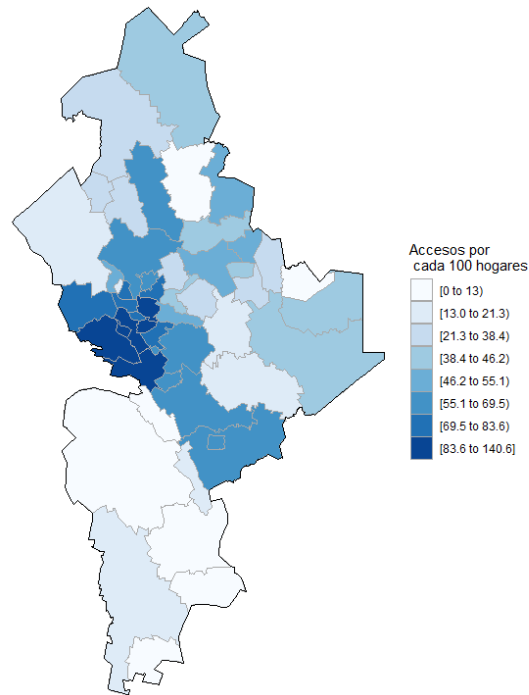 Accesos por
cada 100 hogares
[0 to 13)
[13.0 to 21.3)
[21.3 to 38.4)
[38.4 to 46.2)
[46.2 to 55.1)
[55.1 to 69.5)
[69.5 to 83.6)
[83.6 to 140.6]